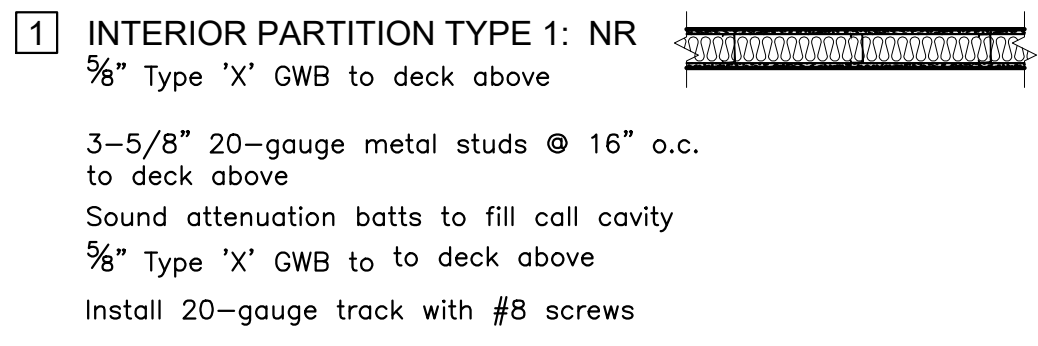 1 INTERIOR PARTITION TYPE 1: NR
5/8" Type 'X' GWB to deck above
3-5/8" 20-gauge metal studs @ 16" o.c.
to deck above
Sound attenuation batts to fill call cavity
5/8" Type 'X' GWB to to deck above
Install 20-gauge track with #8 screws